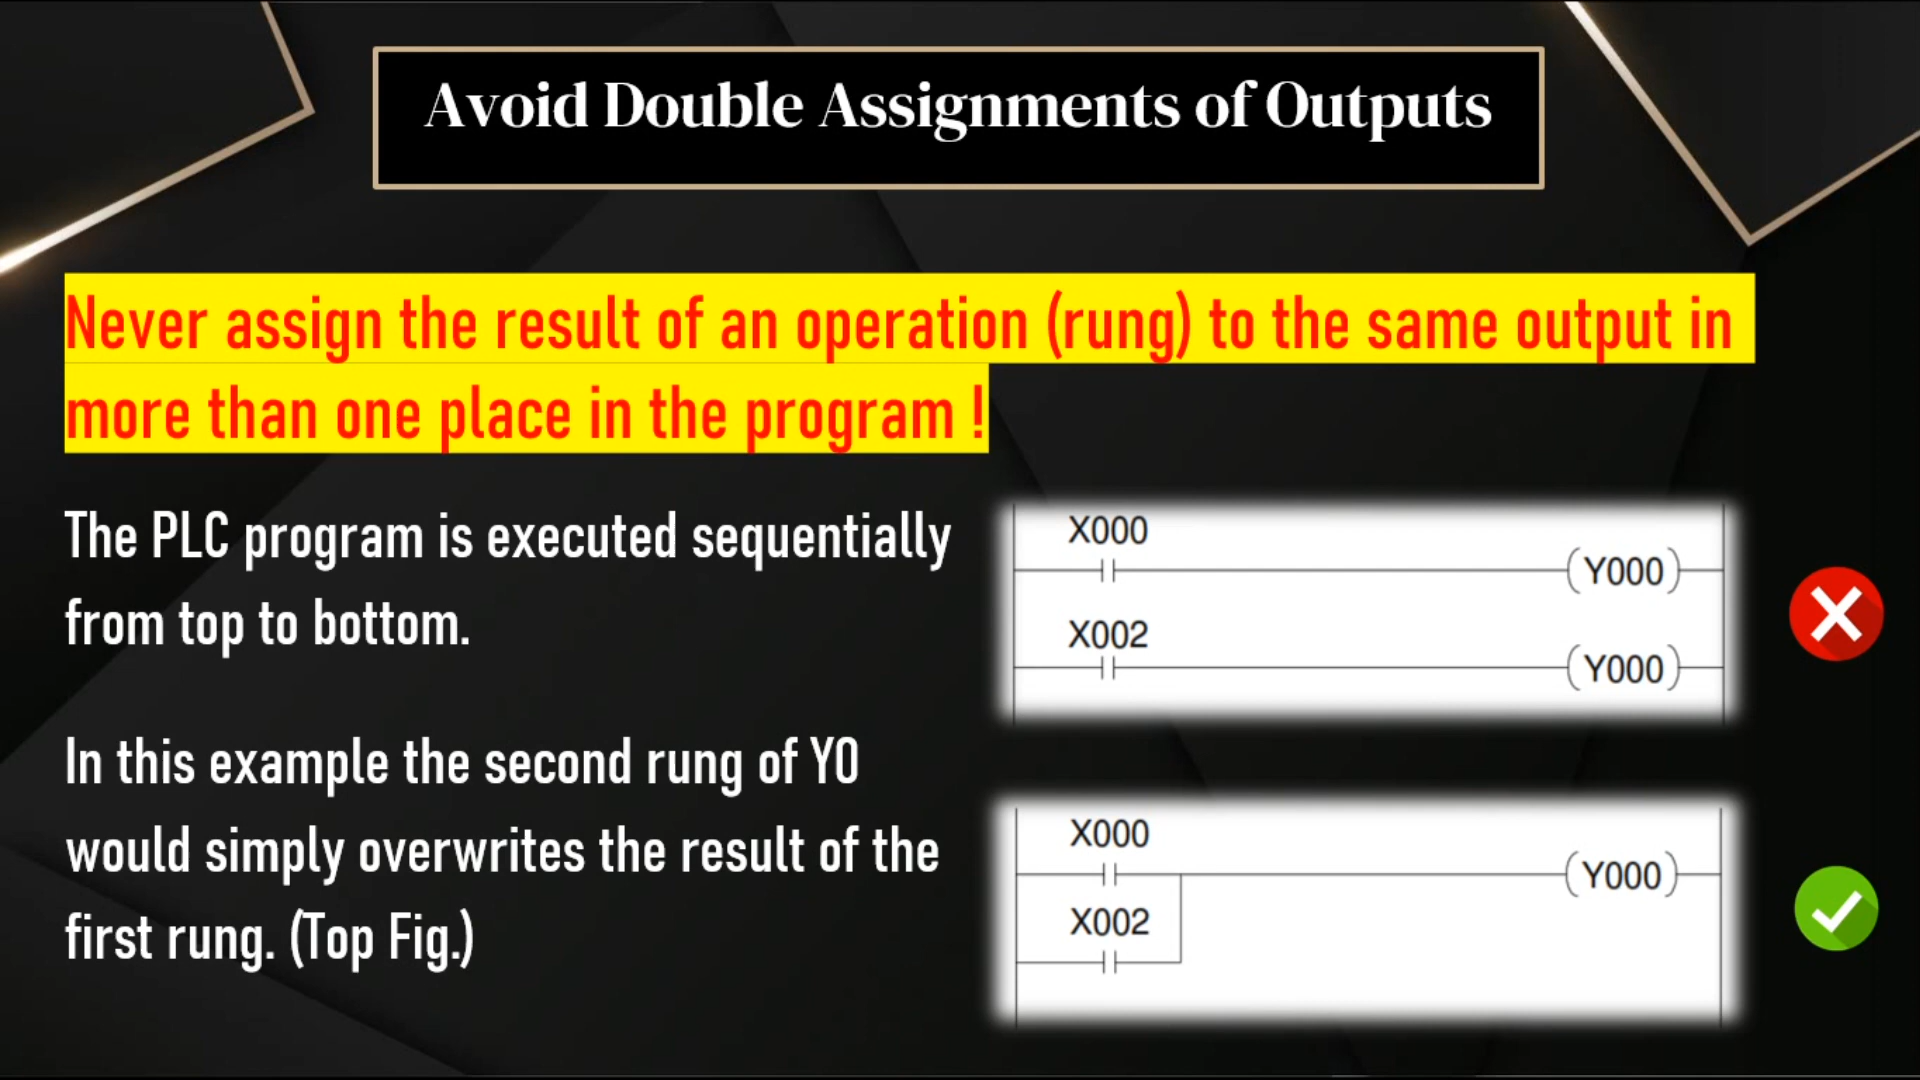 Avoid Double Assignments of Outputs
Never assign the result of an operation (rung) to the same output in
more than one place in the program !
The PLC program is executed sequentially
from top to bottom.
In this example the second rung of Y0
would simply overwrites the result of the
first rung. (Top Fig.)
X000
(Y000)
X002
(Y000)
X000
(Y000)
X002